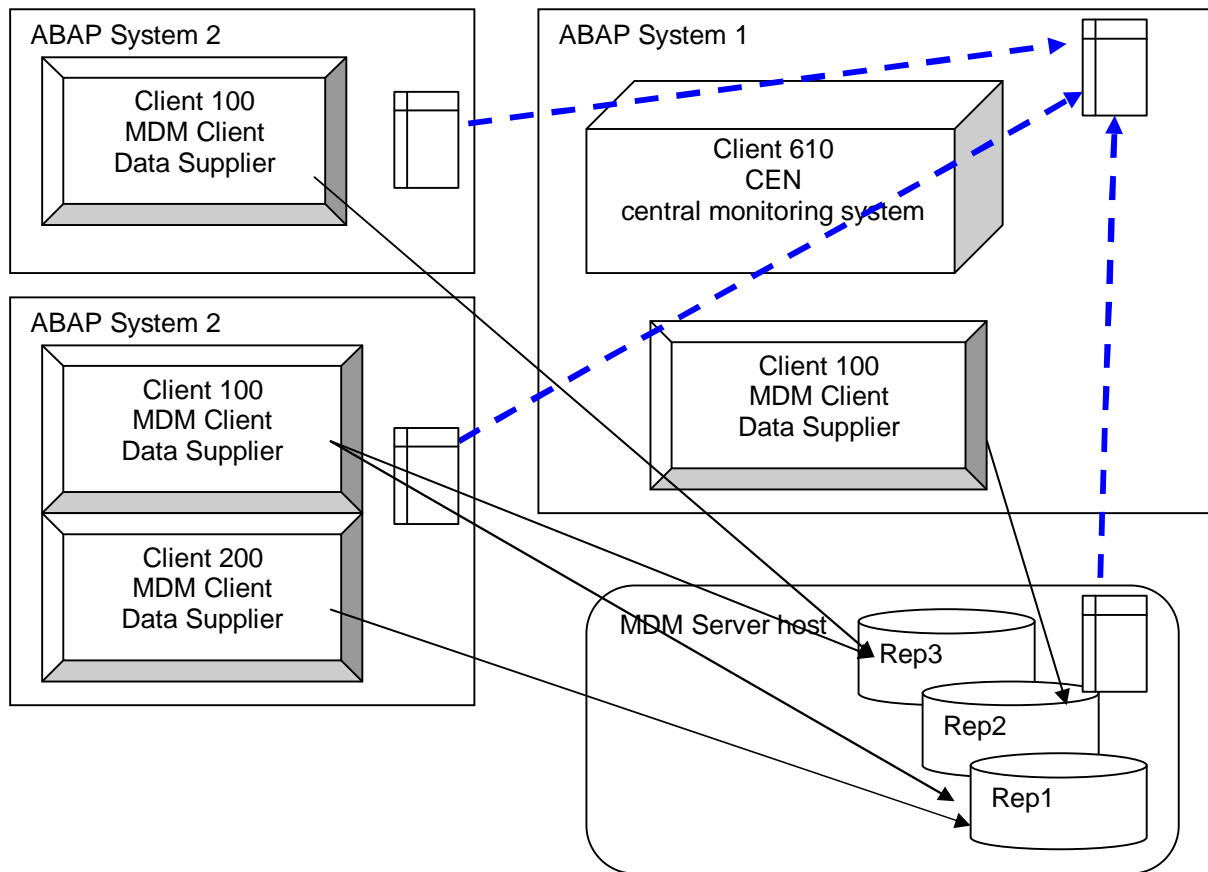 ABAP System 2
Client 100
MDM Client
Data Supplier
ABAP System 1
Client 610
CEN
central monitoring system
ABAP System 2
Client 100
MDM Client
Data Supplier
Client 200
MDM Client
Data Supplier
Client 100
MDM Client
Data Supplier
MDM Server host
Rep3
Rep2
Rep1